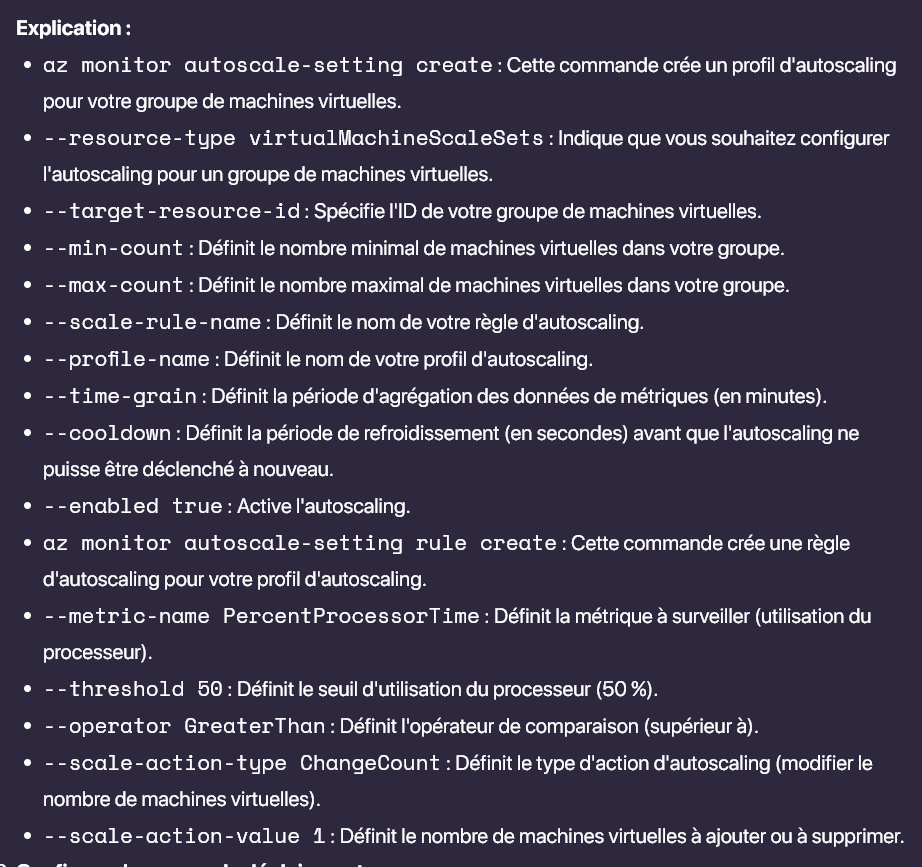 Explication :
• az monitor autoscale-setting create : Cette commande crée un profil d'autoscaling
pour votre groupe de machines virtuelles.
• --resource-type virtualMachineScaleSets : Indique que vous souhaitez configurer
l'autoscaling pour un groupe de machines virtuelles.
• --target-resource-id : Spécifie l'ID de votre groupe de machines virtuelles.
• --min-count : Définit le nombre minimal de machines virtuelles dans votre groupe.
• --max-count : Définit le nombre maximal de machines virtuelles dans votre groupe.
• --scale-rule-name : Définit le nom de votre règle d'autoscaling.
• --profile-name : Définit le nom de votre profil d'autoscaling.
• --time-grain : Définit la période d'agrégation des données de métriques (en minutes).
• --cooldown : Définit la période de refroidissement (en secondes) avant que l'autoscaling ne
puisse être déclenché à nouveau.
• --enabled true : Active l'autoscaling.
• az monitor autoscale-setting rule create : Cette commande crée une règle
d'autoscaling pour votre profil d'autoscaling.
• --metric-name PercentProcessorTime : Définit la métrique à surveiller (utilisation du
processeur).
• --threshold 50 : Définit le seuil d'utilisation du processeur (50 %).
• --operator GreaterThan : Définit l'opérateur de comparaison (supérieur à).
• --scale-action-type ChangeCount : Définit le type d'action d'autoscaling (modifier le
nombre de machines virtuelles).
• --scale-action-value 1 : Définit le nombre de machines virtuelles à ajouter ou à supprimer.